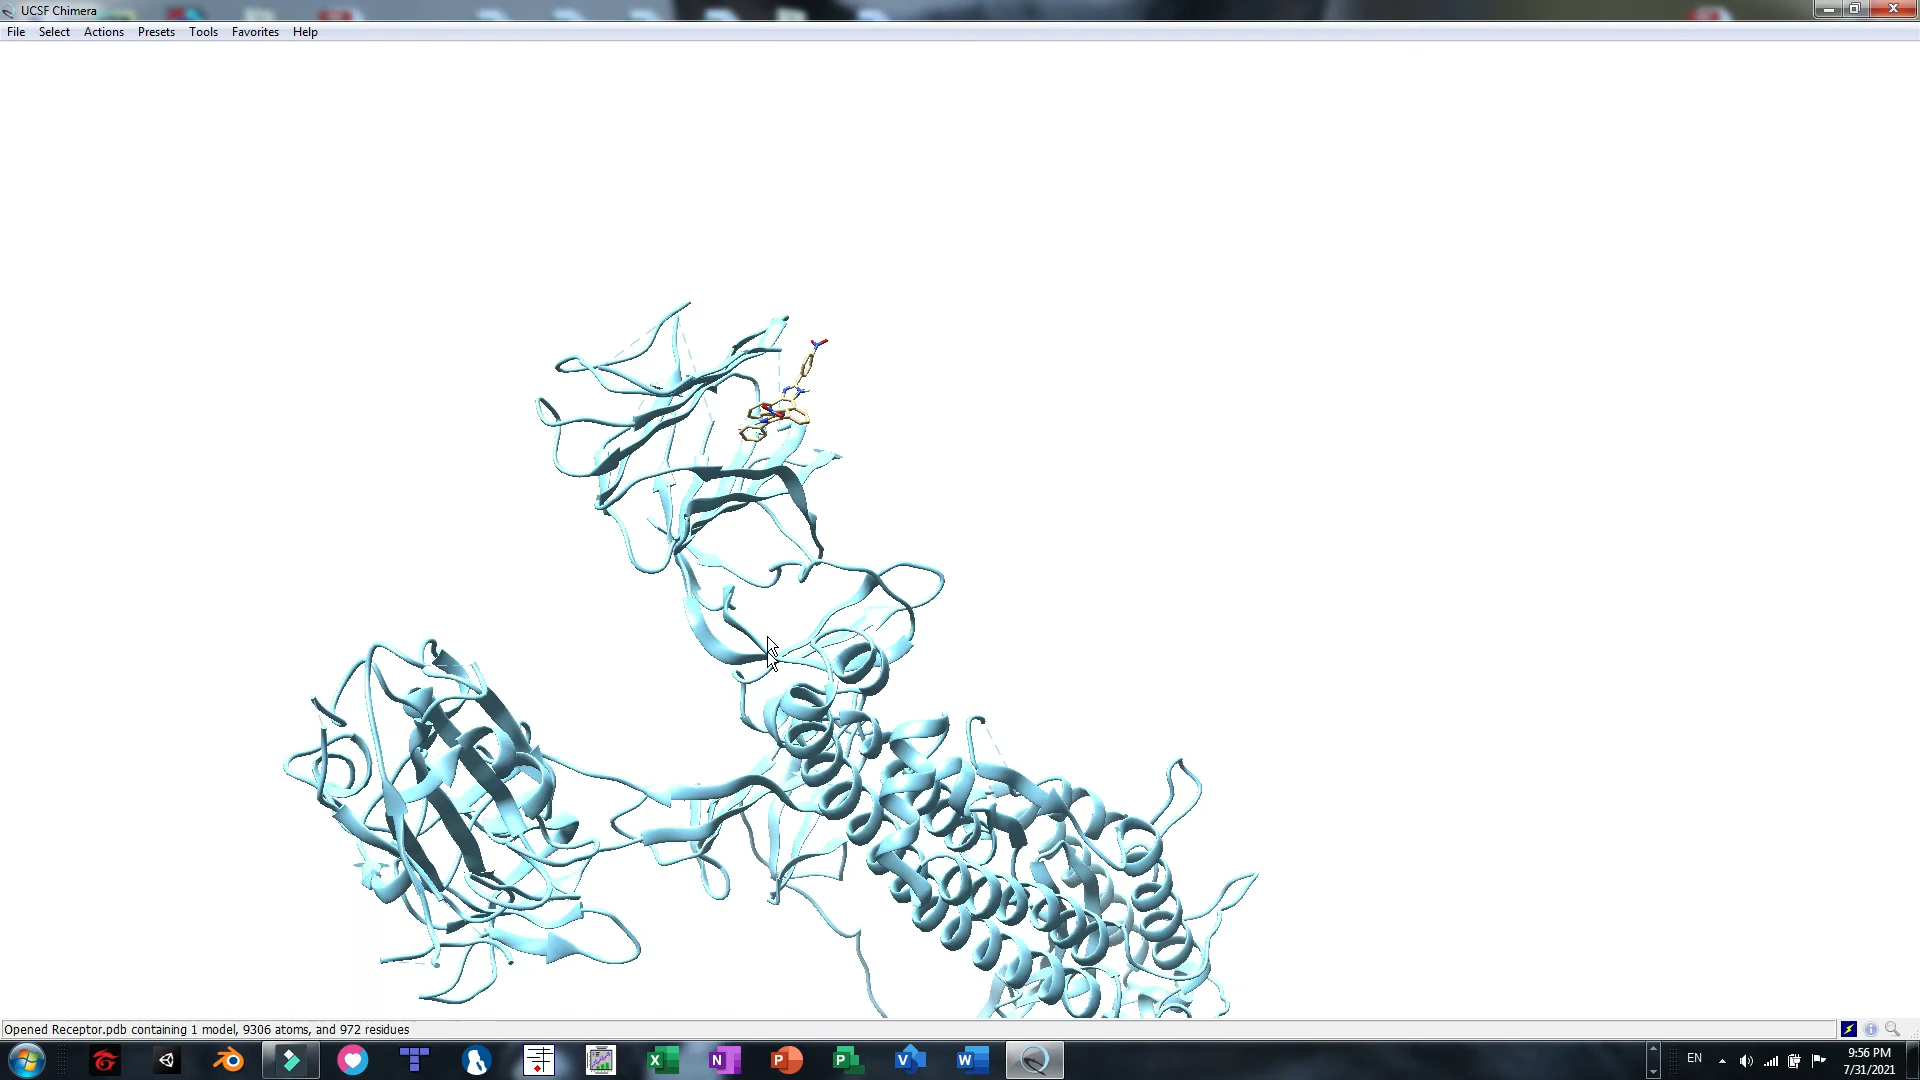 UCSF Chimera
File Select Actions Presets Tools Favorites Help
Opened Receptor.pdb containing 1 model, 9306 atoms, and 972 residues
EN
9:56 PM
7/31/2021